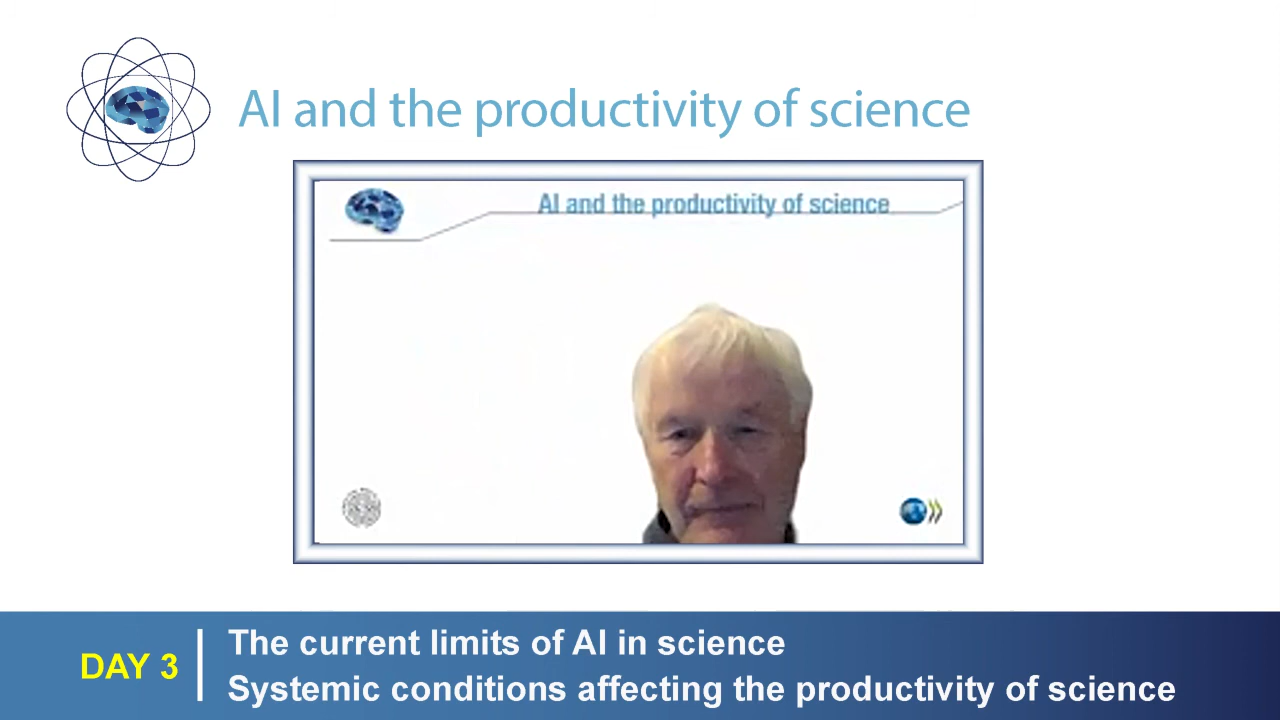 AI and the productivity of science
AI and the productivity of science
DAY 3
The current limits of AI in science
Systemic conditions affecting the productivity of science